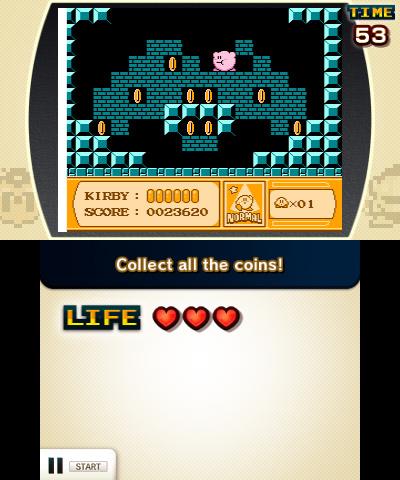 TIME
53
KIRBY :
SCORE : 0023620
NORMAL
×01
Collect all the coins!
LIFE
START